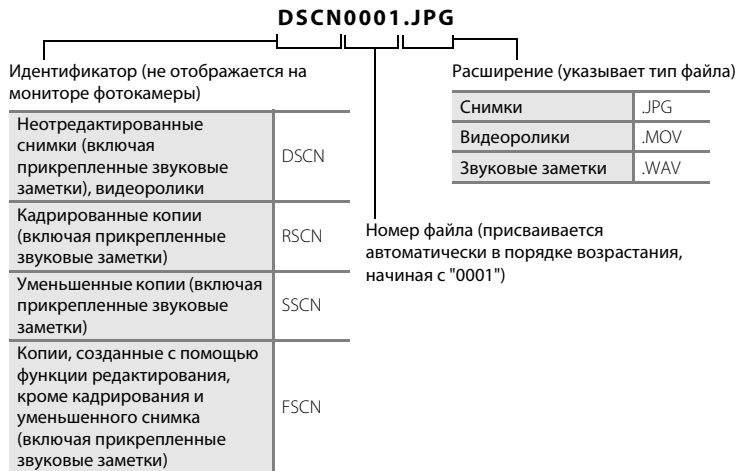 DSCN0001.JPG
Идентификатор (не отображается на
мониторе фотокамеры)
Неотредактированные
снимки (включая
прикрепленные звуковые
заметки), видеоролики
DSCN
Кадрированные копии
(включая прикрепленные
звуковые заметки)
RSCN
Уменьшенные копии (включая
прикрепленные звуковые
заметки)
SSCN
Копии, созданные с помощью
функции редактирования,
кроме кадрирования и
уменьшенного снимка
(включая прикрепленные
звуковые заметки)
FSCN
Расширение (указывает тип файла)
Снимки .JPG
Видеоролики .MOV
Звуковые заметки .WAV
Номер файла (присваивается
автоматически в порядке возрастания,
начиная с "0001")